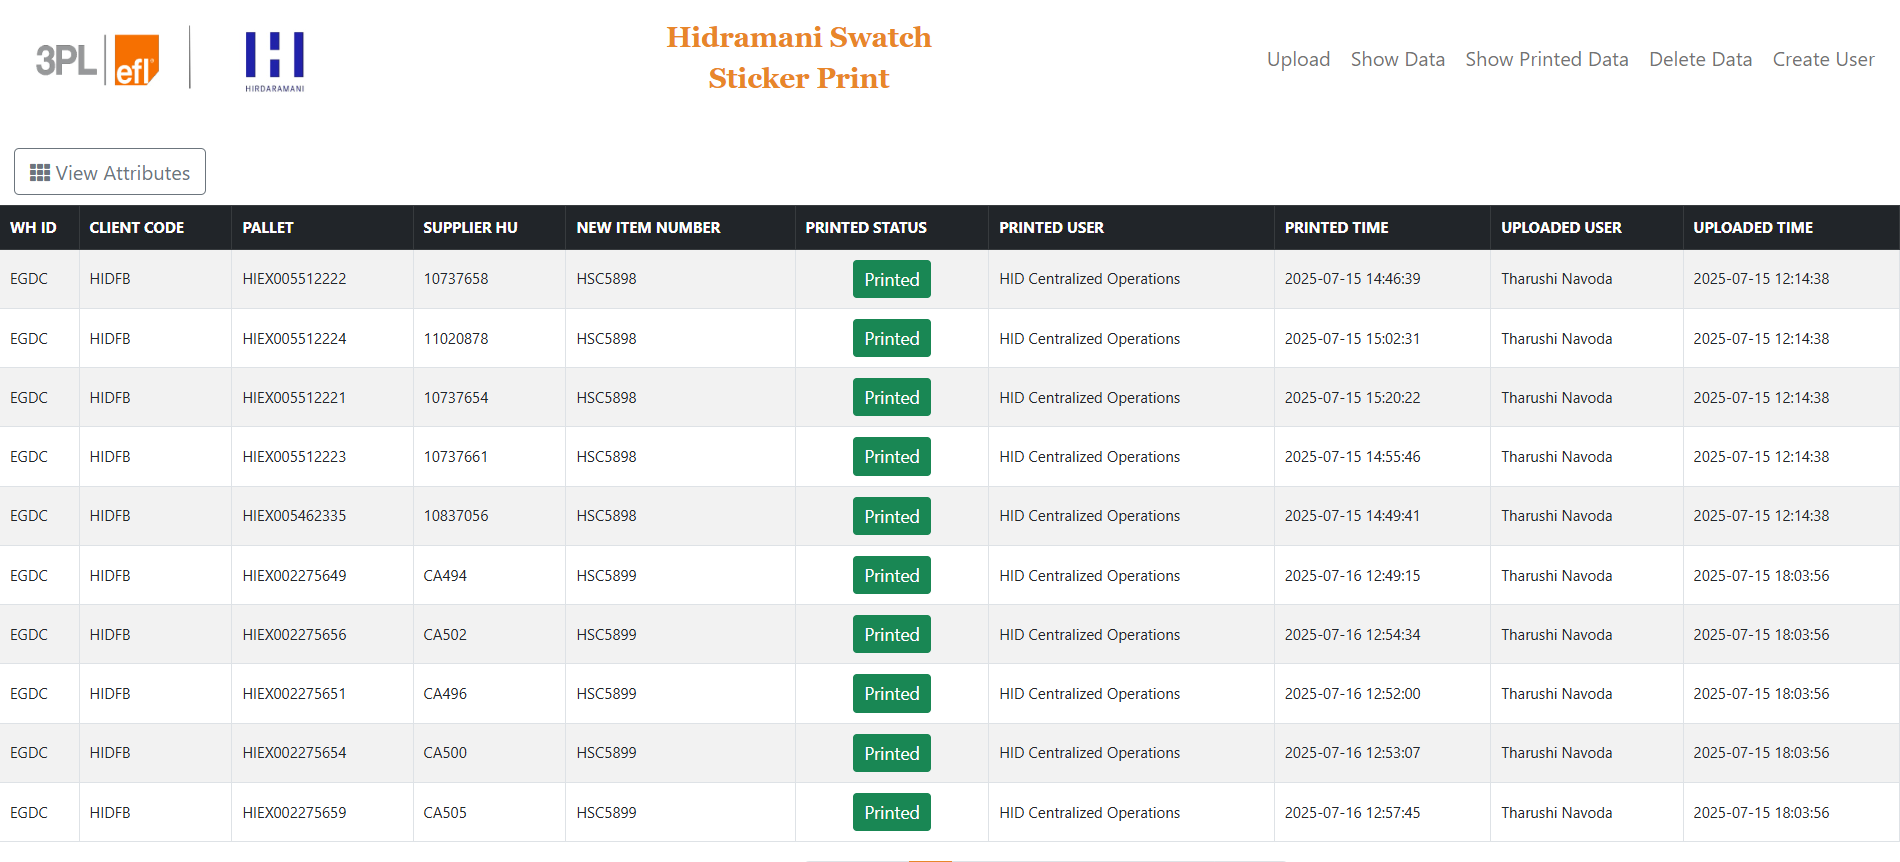 3PL efl HIRDARAMANI
Hidramani Swatch
Sticker Print
Upload Show Data Show Printed Data Delete Data Create User
View Attributes
WH ID CLIENT CODE PALLET SUPPLIER HU NEW ITEM NUMBER PRINTED STATUS PRINTED USER PRINTED TIME UPLOADED USER UPLOADED TIME
EGDC HIDFB HIEX005512222 10737658 HSC5898 Printed HID Centralized Operations 2025-07-15 14:46:39 Tharushi Navoda 2025-07-15 12:14:38
EGDC HIDFB HIEX005512224 11020878 HSC5898 Printed HID Centralized Operations 2025-07-15 15:02:31 Tharushi Navoda 2025-07-15 12:14:38
EGDC HIDFB HIEX005512221 10737654 HSC5898 Printed HID Centralized Operations 2025-07-15 15:20:22 Tharushi Navoda 2025-07-15 12:14:38
EGDC HIDFB HIEX005512223 10737661 HSC5898 Printed HID Centralized Operations 2025-07-15 14:55:46 Tharushi Navoda 2025-07-15 12:14:38
EGDC HIDFB HIEX005462335 10837056 HSC5898 Printed HID Centralized Operations 2025-07-15 14:49:41 Tharushi Navoda 2025-07-15 12:14:38
EGDC HIDFB HIEX002275649 CA494 HSC5899 Printed HID Centralized Operations 2025-07-16 12:49:15 Tharushi Navoda 2025-07-15 18:03:56
EGDC HIDFB HIEX002275656 CA502 HSC5899 Printed HID Centralized Operations 2025-07-16 12:54:34 Tharushi Navoda 2025-07-15 18:03:56
EGDC HIDFB HIEX002275651 CA496 HSC5899 Printed HID Centralized Operations 2025-07-16 12:52:00 Tharushi Navoda 2025-07-15 18:03:56
EGDC HIDFB HIEX002275654 CA500 HSC5899 Printed HID Centralized Operations 2025-07-16 12:53:07 Tharushi Navoda 2025-07-15 18:03:56
EGDC HIDFB HIEX002275659 CA505 HSC5899 Printed HID Centralized Operations 2025-07-16 12:57:45 Tharushi Navoda 2025-07-15 18:03:56